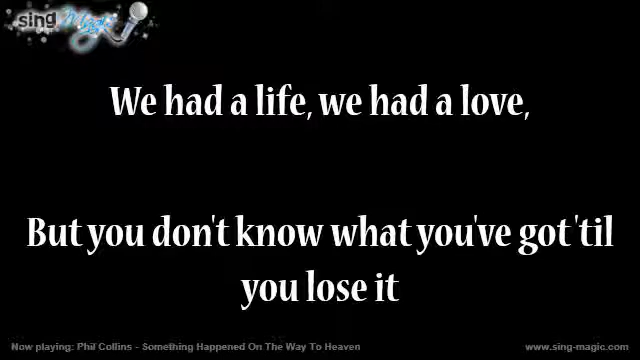 sing Magic
We had a life, we had a love,
But you don't know what you've got 'til
you lose it
Now playing: Phil Collins - Something Happened On The Way To Heaven
www.sing-magic.com